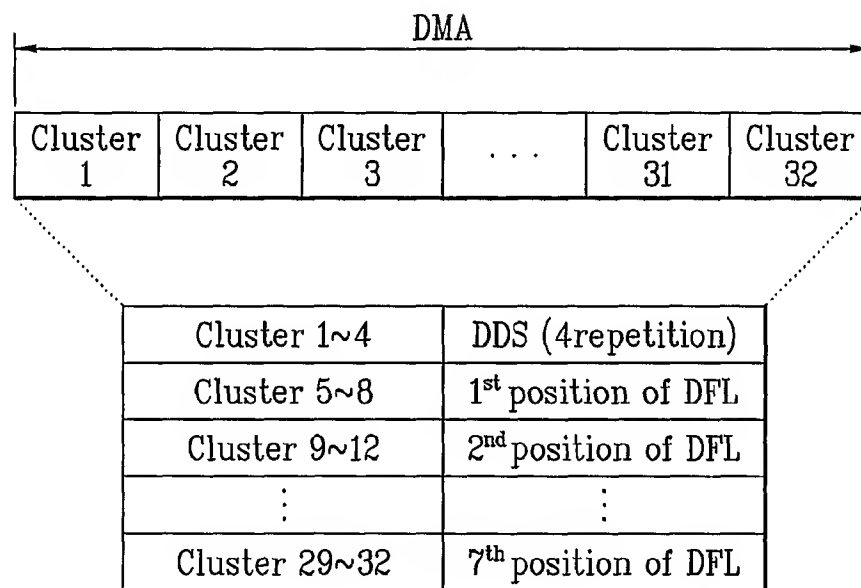 DMA
Cluster 1 Cluster 2 Cluster 3 ... Cluster 31 Cluster 32
Cluster 1~4 DDS (4repetition)
Cluster 5~8 1st position of DFL
Cluster 9~12 2nd position of DFL
⋮ ⋮
Cluster 29~32 7th position of DFL